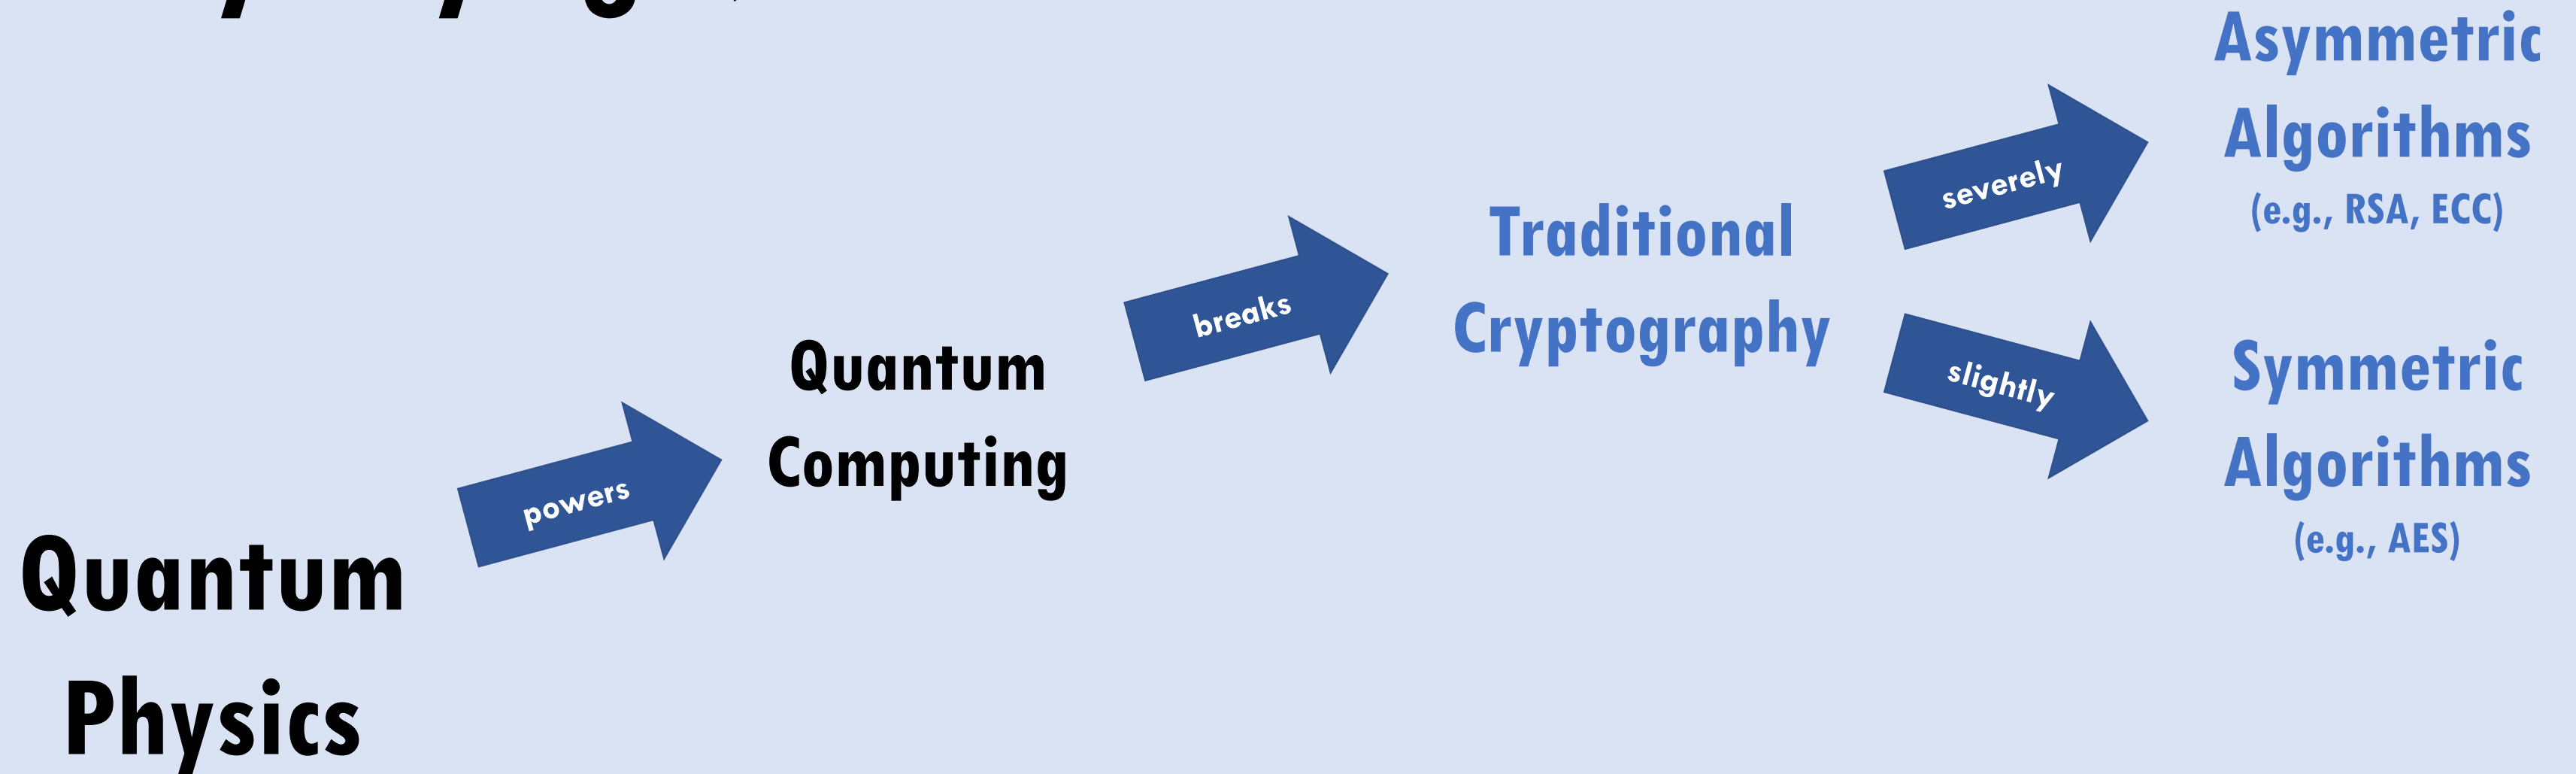 Quantum
Physics
powers
Quantum
Computing
breaks
Traditional
Cryptography
severely
Asymmetric
Algorithms
(e.g., RSA, ECC)
slightly
Symmetric
Algorithms
(e.g., AES)